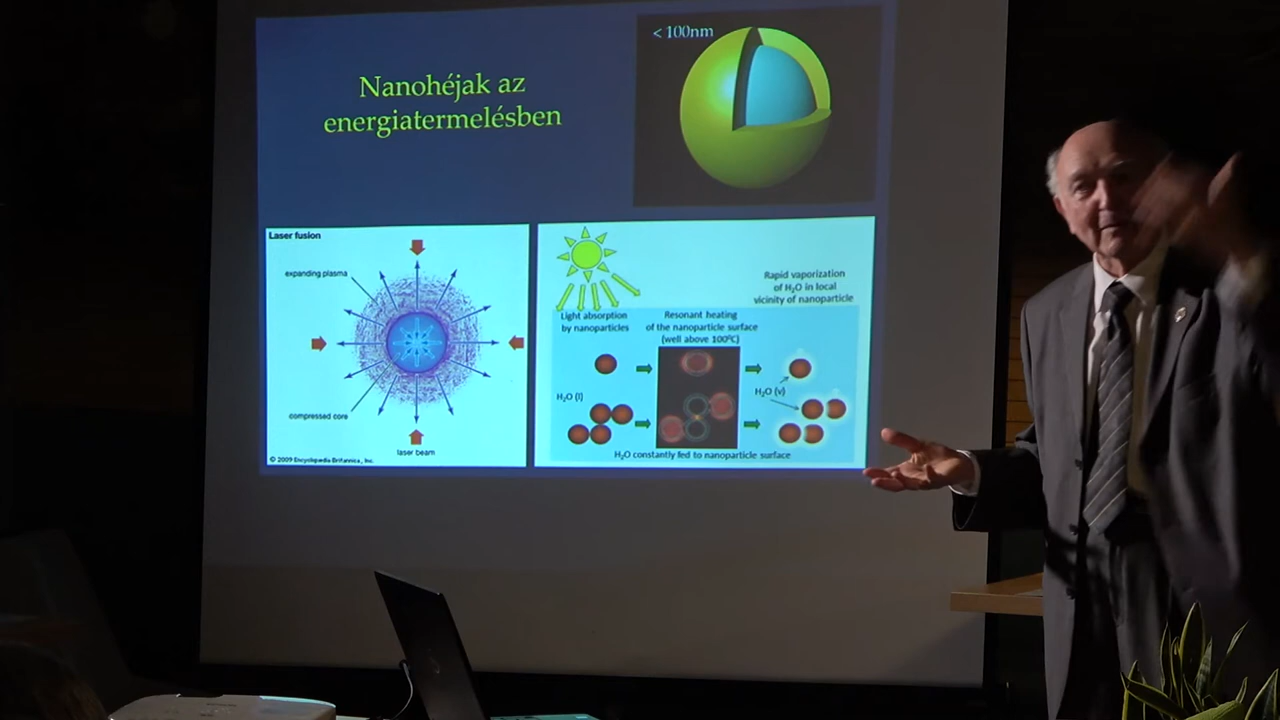 < 100nm
Nanohéjak az
energiatermelésben
Laser fusion
expanding plasma
compressed core
laser beam
© 2009 Encyclopædia Britannica, Inc.
Rapid vaporization
of H₂O in local
vicinity of nanoparticle
Light absorption
by nanoparticles
Resonant heating
of the nanoparticle surface
(well above 100⁰C)
H₂O (l)
H₂O (v)
H₂O constantly fed to nanoparticle surface